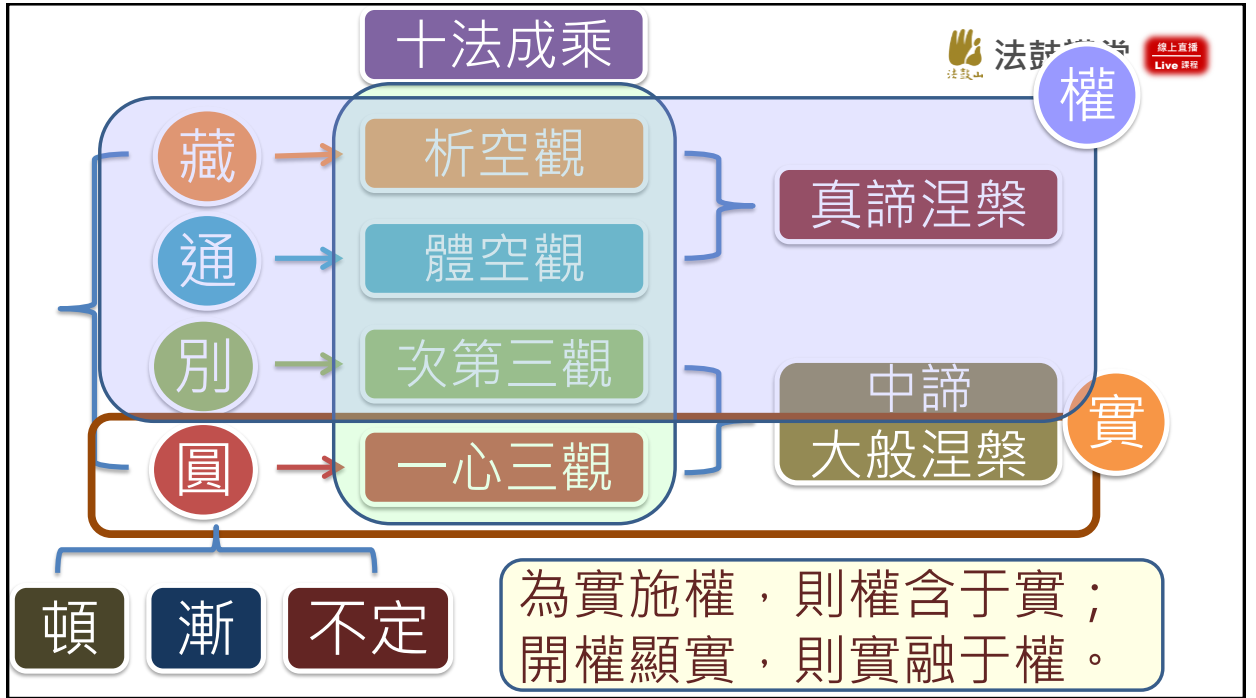 十法成乘
法鼓山
法鼓講堂
線上直播
Live 課程
權
藏
析空觀
真諦涅槃
通
體空觀
別
次第三觀
中諦
大般涅槃
實
圓
一心三觀
頓
漸
不定
為實施權，則權含于實；
開權顯實，則實融于權。